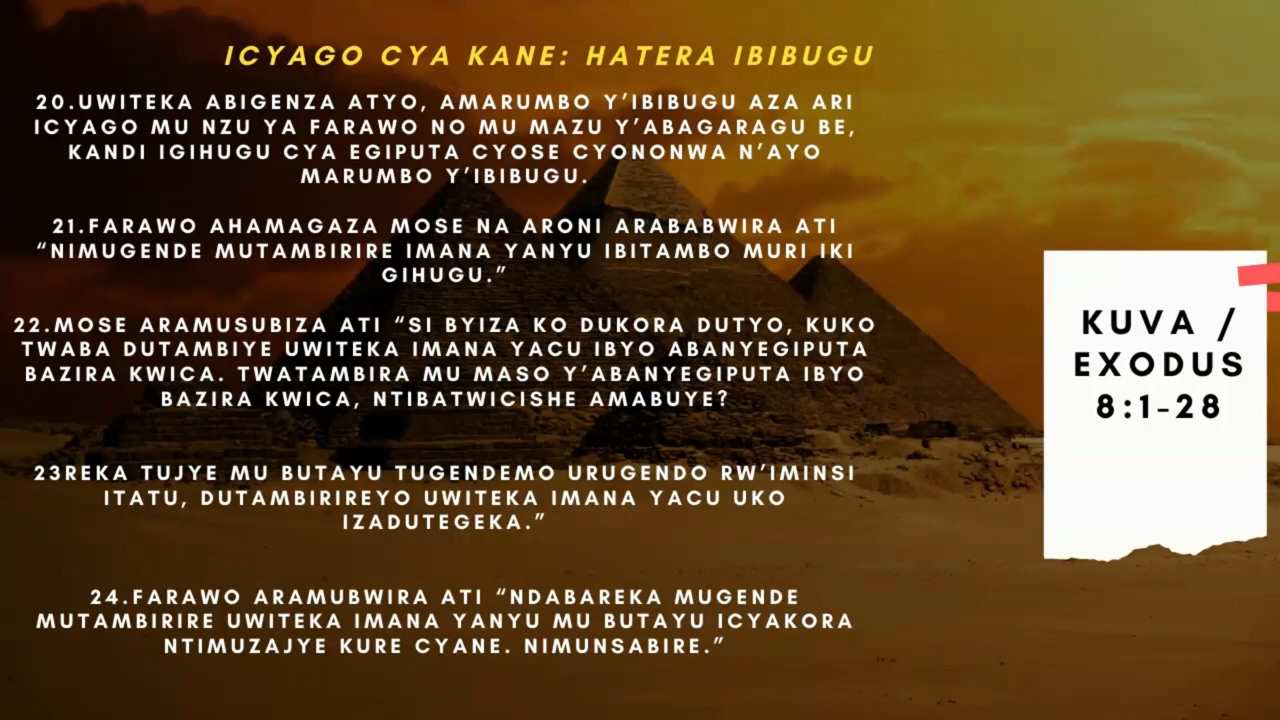 ICYAGO CYA KANE: HATERA IBIBUGU
20.UWITEKA ABIGENZA ATYO, AMARUMBO Y'IBIBUGU AZA ARI
ICYAGO MU NZU YA FARAWO NO MU MAZU Y'ABAGARAGU BE,
KANDI IGIHUGU CYA EGIPUTA CYOSE CYONONWA N'AYO
MARUMBO Y'IBIBUGU.
21.FARAWO AHAMAGAZA MOSE NA ARONI ARABABWIRA ATI
“NIMUGENDE MUTAMBIRIRE IMANA YANYU IBITAMBO MURI IKI
GIHUGU.”
22.MOSE ARAMUSUBIZA ATI “SI BYIZA KO DUKORA DUTYO, KUKO
TWABA DUTAMBIYE UWITEKA IMANA YACU IBYO ABANYEGIPUTA
BAZIRA KWICA. TWATAMBIRA MU MASO Y'ABANYEGIPUTA IBYO
BAZIRA KWICA, NTIBATWICISHE AMABUYE?
23REKA TUJYE MU BUTAYU TUGENDEMO URUGENDO RW'IMINSI
ITATU, DUTAMBIRIREYO UWITEKA IMANA YACU UKO
IZADUTEGEKA.”
24.FARAWO ARAMUBWIRA ATI “NDABAREKA MUGENDE
MUTAMBIRIRE UWITEKA IMANA YANYU MU BUTAYU ICYAKORA
NTIMUZAJYE KURE CYANE. NIMUNSABIRE.”
KUVA /
EXODUS
8:1-28